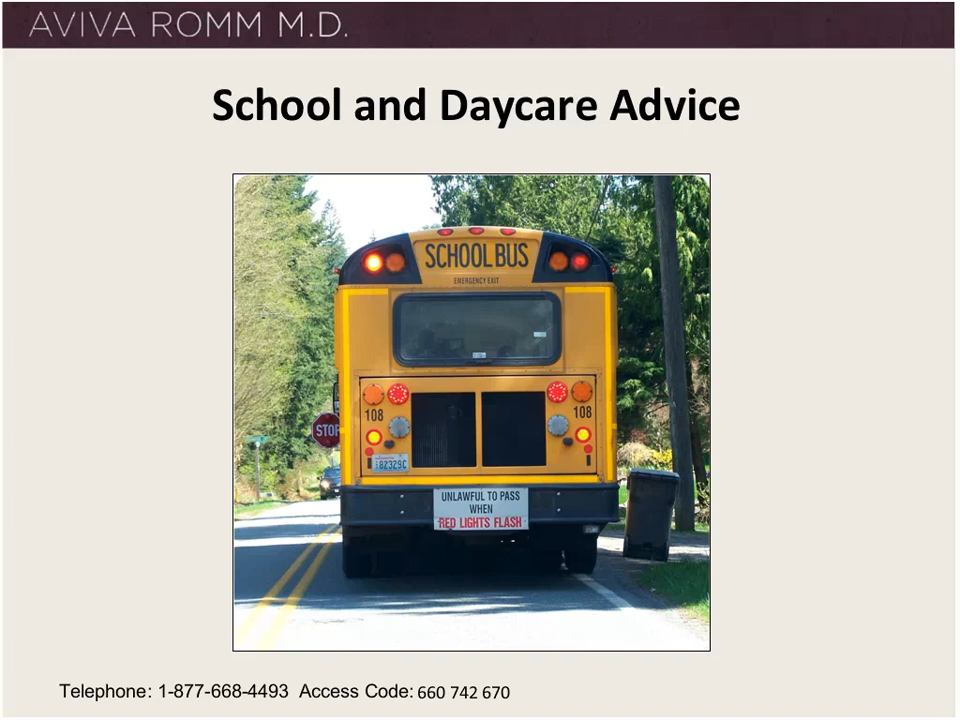 AVIVA ROMM M.D.
School and Daycare Advice
SCHOOL BUS
EMERGENCY EXIT
108
108
STOP
82329C
UNLAWFUL TO PASS
WHEN
RED LIGHTS FLASH
Telephone: 1-877-668-4493 Access Code: 660 742 670